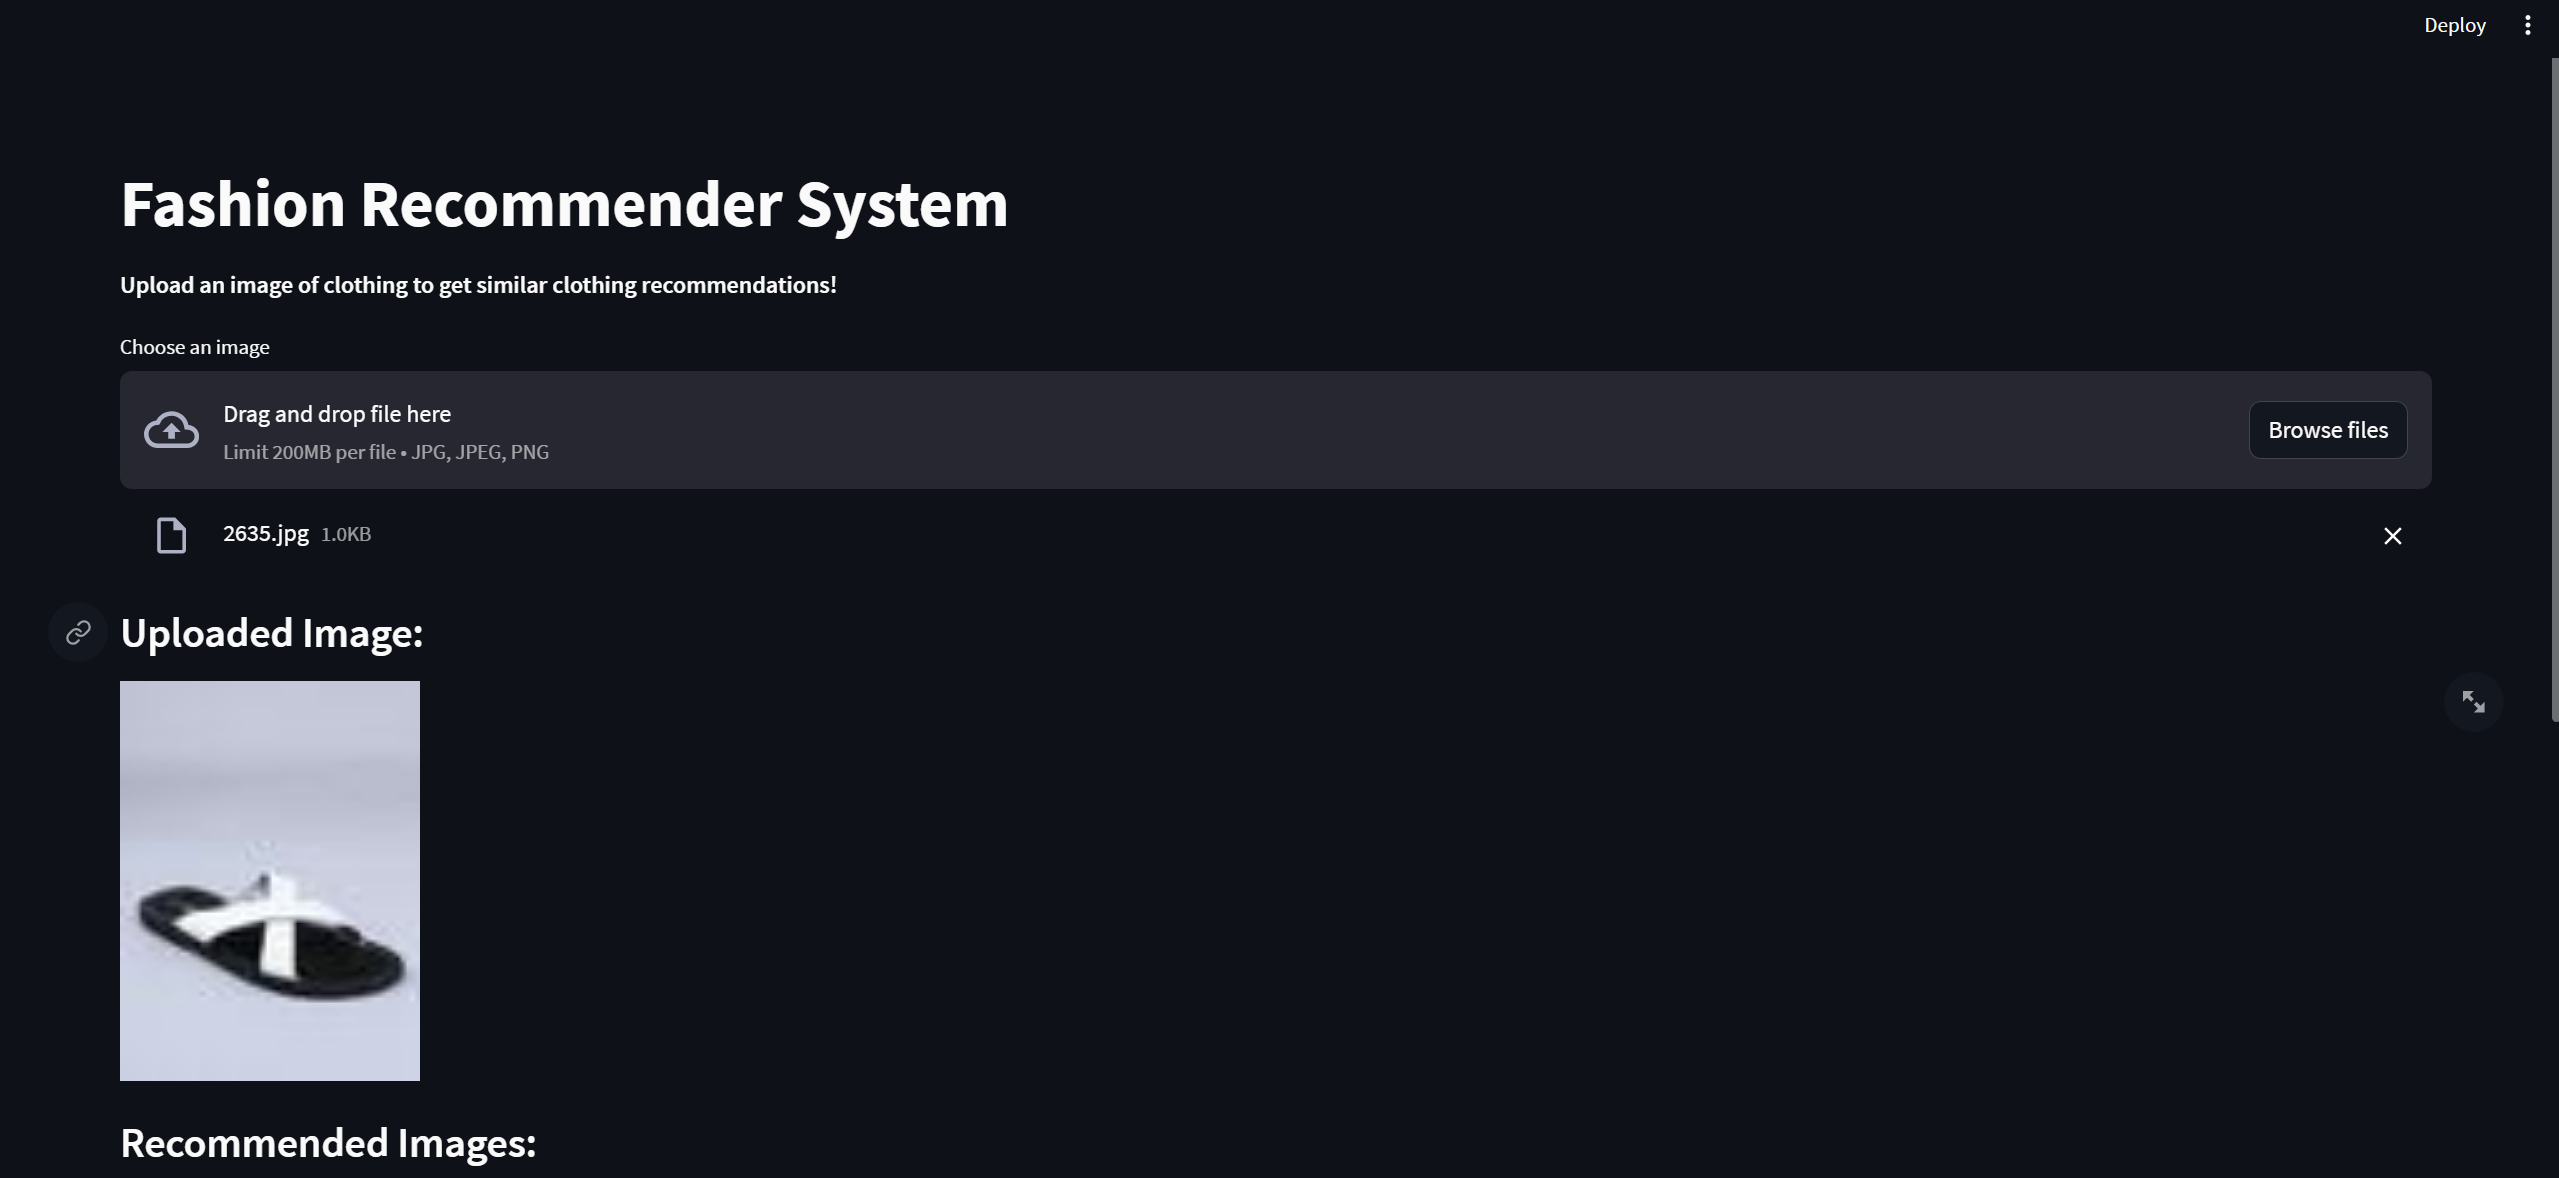 Deploy
Fashion Recommender System
Upload an image of clothing to get similar clothing recommendations!
Choose an image
Drag and drop file here
Limit 200MB per file • JPG, JPEG, PNG
Browse files
2635.jpg 1.0KB
Uploaded Image:
Recommended Images: